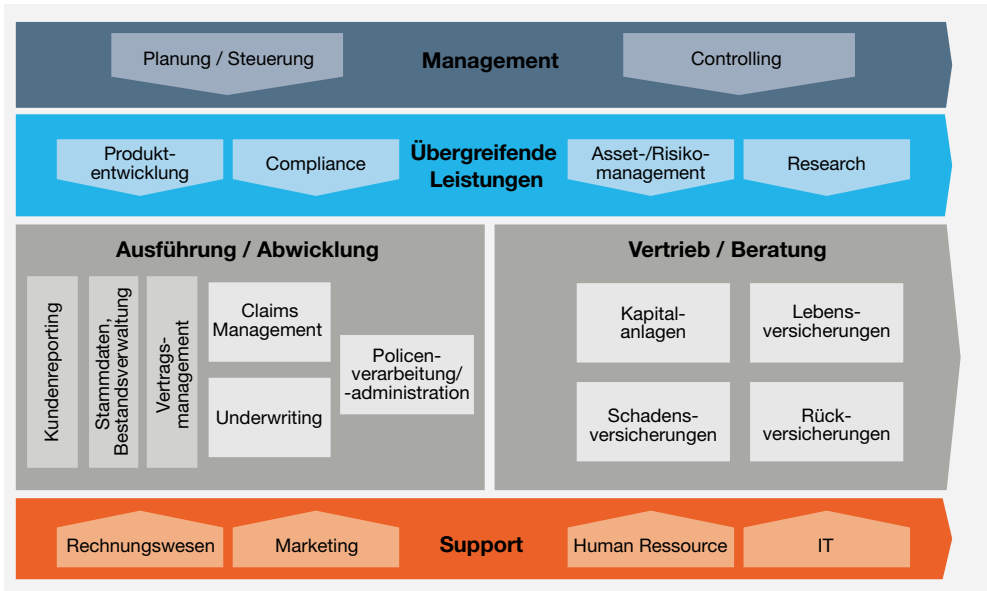 Planung / Steuerung
Management
Controlling
Produkt-
entwicklung
Compliance
Übergreifende
Leistungen
Asset-/Risiko-
management
Research
Ausführung / Abwicklung
Kundenreporting
Stammdaten,
Bestandsverwaltung
Vertrags-
management
Claims
Management
Underwriting
Policen-
verarbeitung/
-administration
Vertrieb / Beratung
Kapital-
anlagen
Lebens-
versicherungen
Schadens-
versicherungen
Rück-
versicherungen
Rechnungswesen
Marketing
Support
Human Ressource
IT